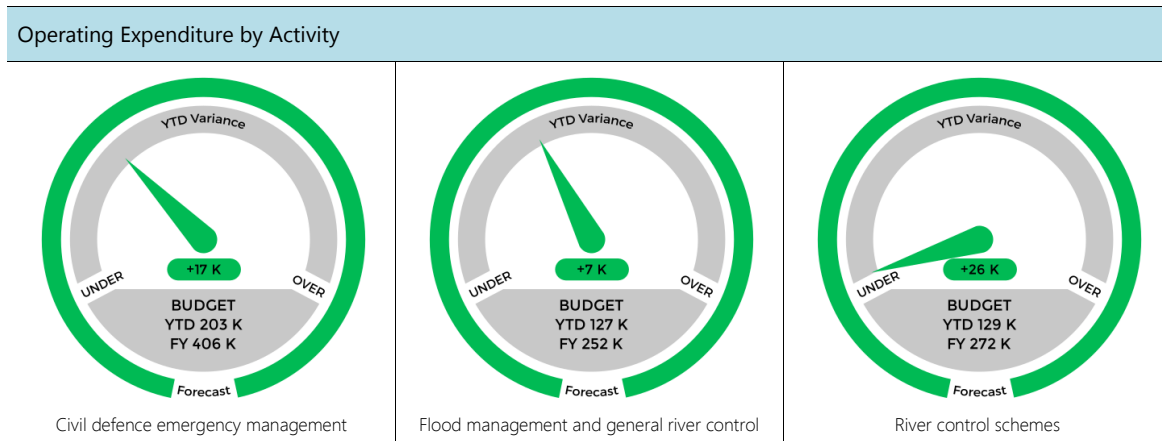 Operating Expenditure by Activity
YTD Variance
+17 K
UNDER
OVER
BUDGET
YTD 203 K
FY 406 K
Forecast
Civil defence emergency management
YTD Variance
+7 K
UNDER
OVER
BUDGET
YTD 127 K
FY 252 K
Forecast
Flood management and general river control
YTD Variance
+26 K
UNDER
OVER
BUDGET
YTD 129 K
FY 272 K
Forecast
River control schemes